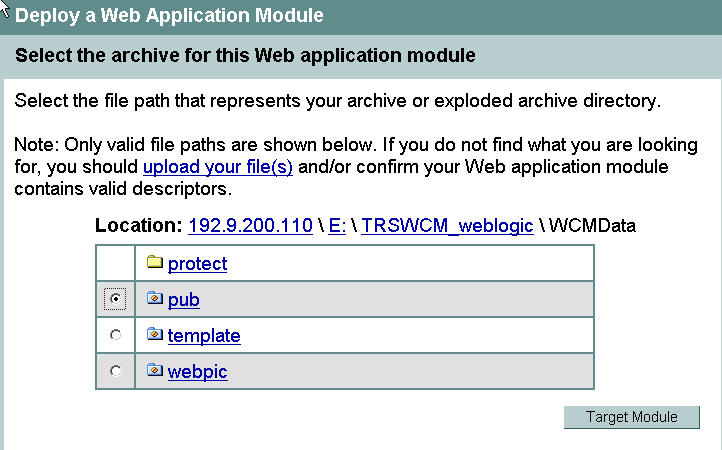 Deploy a Web Application Module
Select the archive for this Web application module
Select the file path that represents your archive or exploded archive directory.
Note: Only valid file paths are shown below. If you do not find what you are looking
for, you should upload your file(s) and/or confirm your Web application module
contains valid descriptors.
Location: 192.9.200.110 \ E: \ TRSWCM_weblogic \ WCMData
protect
pub
template
webpic
Target Module